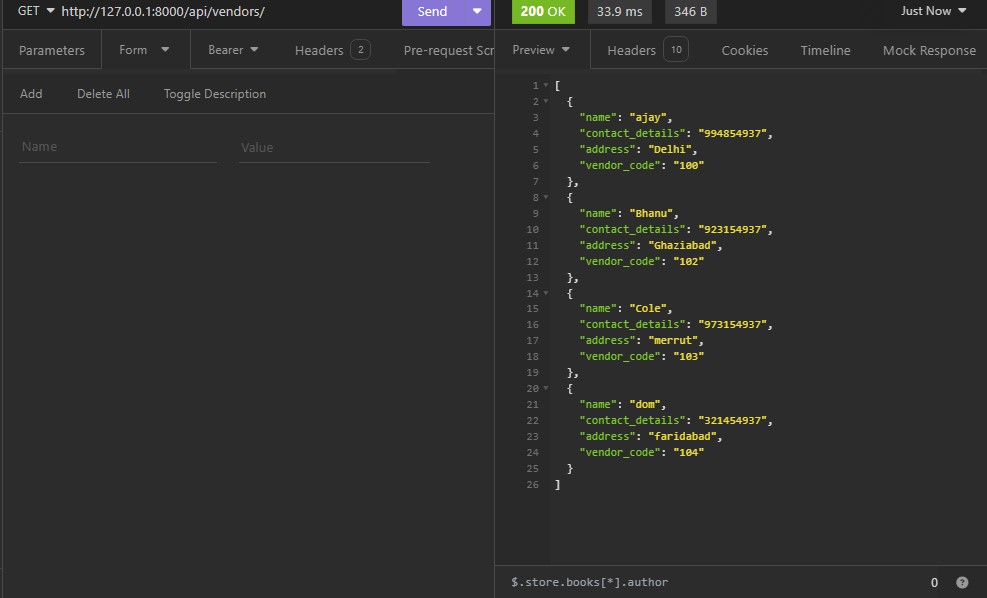 GET http://127.0.0.1:8000/api/vendors/ Send
200 OK 33.9 ms 346 B Just Now
Parameters Form Bearer Headers 2 Pre-request Scr
Preview Headers 10 Cookies Timeline Mock Response
Add Delete All Toggle Description
Name Value
1 [
2 {
3 "name": "ajay",
4 "contact_details": "994854937",
5 "address": "Delhi",
6 "vendor_code": "100"
7 },
8 {
9 "name": "Bhanu",
10 "contact_details": "923154937",
11 "address": "Ghaziabad",
12 "vendor_code": "102"
13 },
14 {
15 "name": "Cole",
16 "contact_details": "973154937",
17 "address": "merrut",
18 "vendor_code": "103"
19 },
20 {
21 "name": "dom",
22 "contact_details": "321454937",
23 "address": "faridabad",
24 "vendor_code": "104"
25 }
26 ]
$.store.books[*].author 0 ?